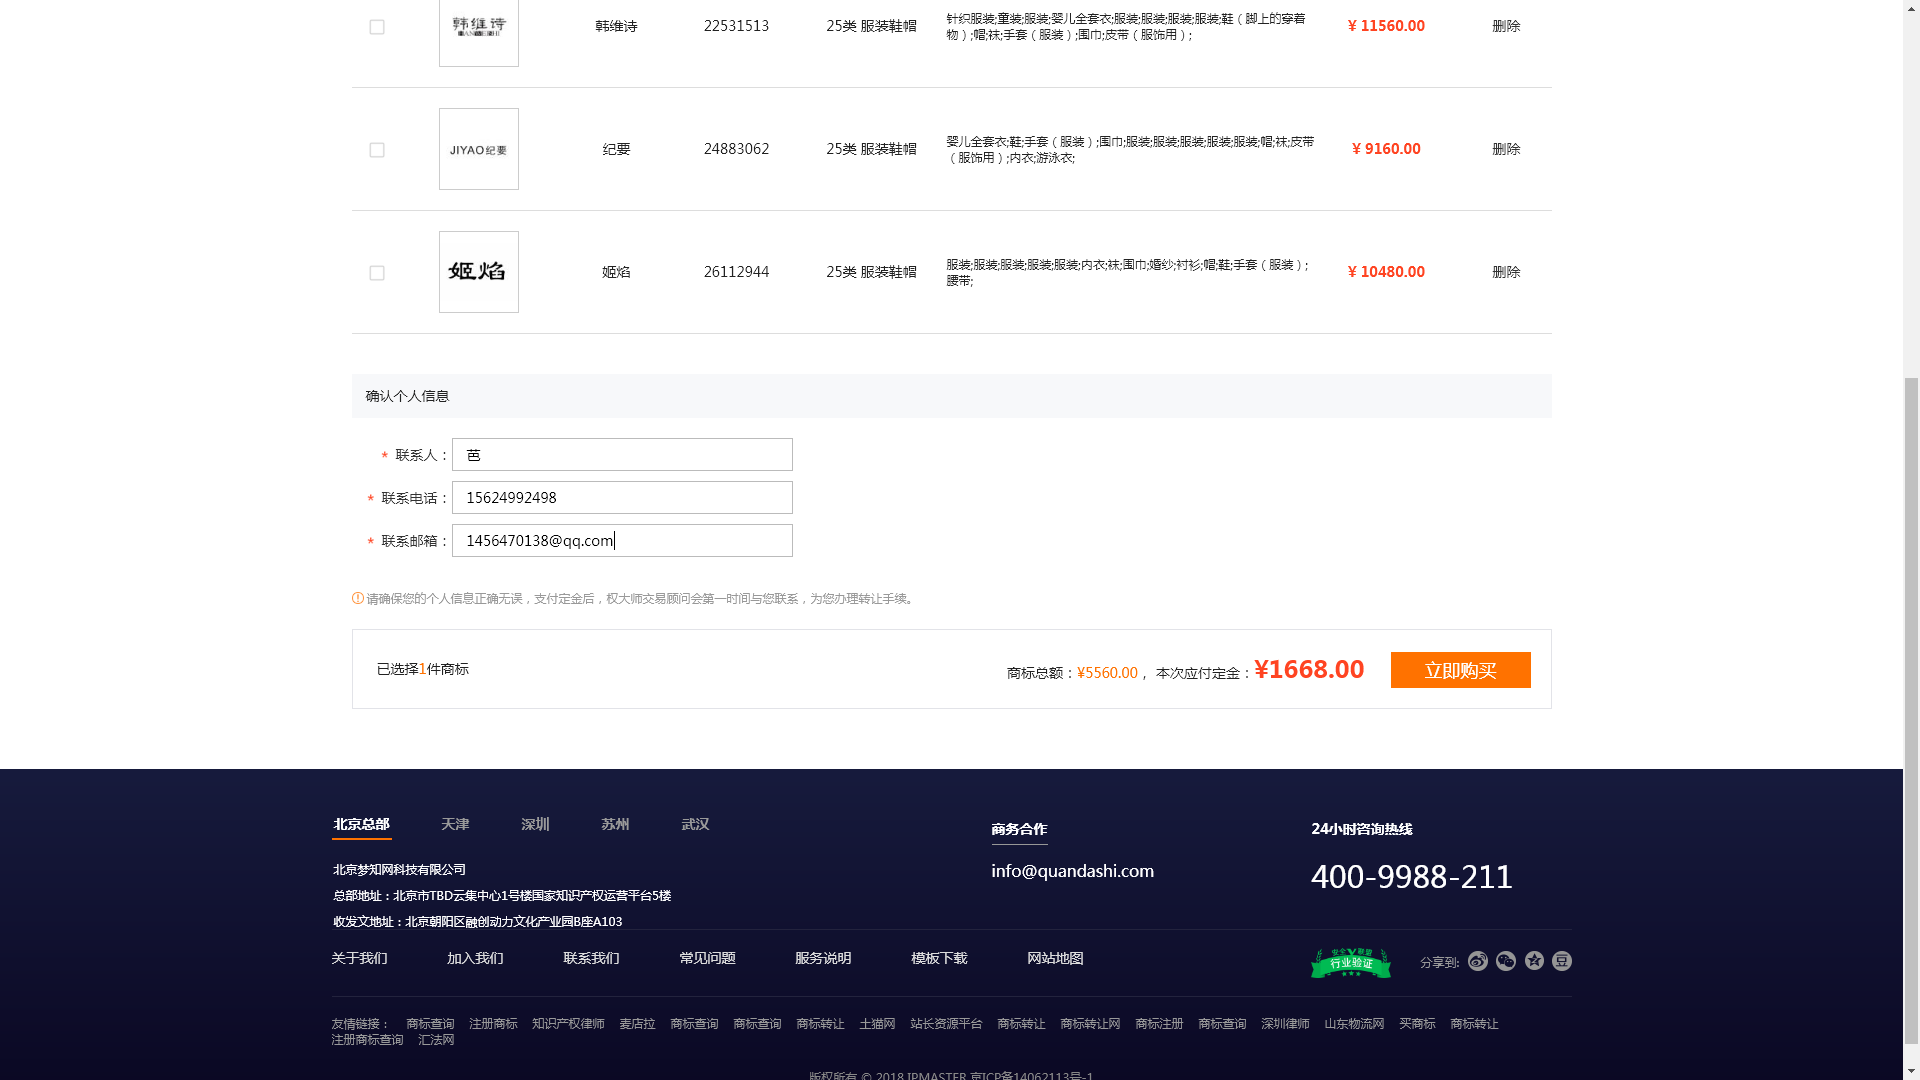 韩维诗
韩维诗 22531513 25类 服装鞋帽 针织服装;童装;服装;婴儿全套衣;服装;服装;服装;服装;鞋（脚上的穿着
物）;帽;袜;手套（服装）;围巾;皮带（服饰用）; ¥ 11560.00 删除
JIYAO纪要
纪要 24883062 25类 服装鞋帽 婴儿全套衣;鞋;手套（服装）;围巾;服装;服装;服装;服装;服装;帽;袜;皮带
（服饰用）;内衣;游泳衣; ¥ 9160.00 删除
姬焰
姬焰 26112944 25类 服装鞋帽 服装;服装;服装;服装;服装;内衣;袜;围巾;婚纱;衬衫;帽;鞋;手套（服装）;
腰带; ¥ 10480.00 删除
确认个人信息
* 联系人： 芭
* 联系电话： 15624992498
* 联系邮箱： 1456470138@qq.com
请确保您的个人信息正确无误，支付定金后，权大师交易顾问会第一时间与您联系，为您办理转让手续。
已选择1件商标 商标总额：¥5560.00， 本次应付定金：¥1668.00 立即购买
北京总部 天津 深圳 苏州 武汉
北京梦知网科技有限公司
总部地址：北京市TBD云集中心1号楼国家知识产权运营平台5楼
收发文地址：北京朝阳区融创动力文化产业园B座A103
商务合作
info@quandashi.com
24小时咨询热线
400-9988-211
关于我们 加入我们 联系我们 常见问题 服务说明 模板下载 网站地图
安全联盟
行业验证
分享到:
友情链接： 商标查询 注册商标 知识产权律师 麦店拉 商标查询 商标查询 商标转让 土猫网 站长资源平台 商标转让 商标转让网 商标注册 商标查询 深圳律师 山东物流网 买商标 商标转让
注册商标查询 汇法网
版权所有 © 2018 IPMASTER 京ICP备14062113号-1